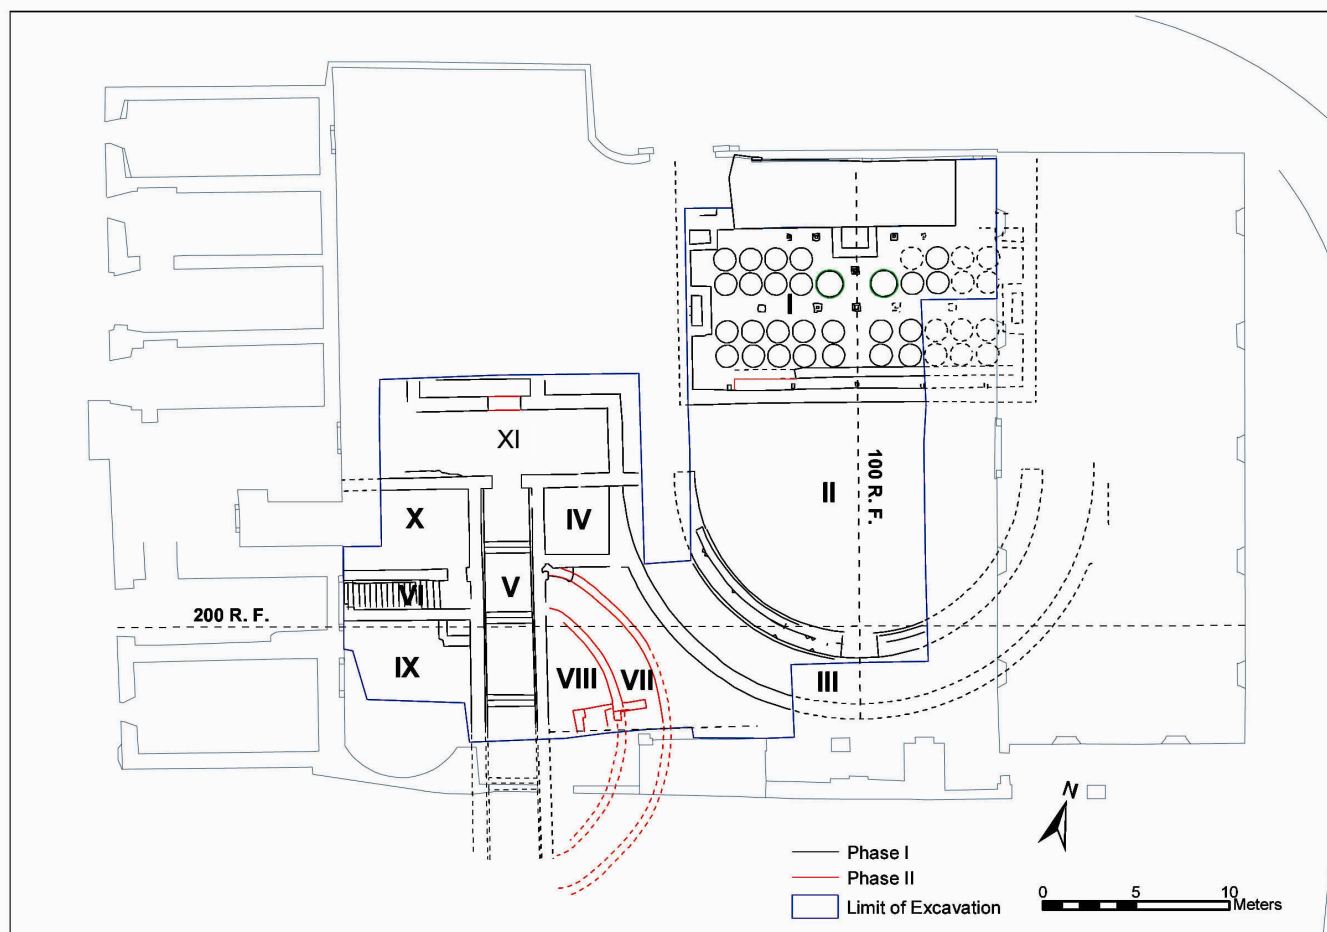 I
XI
100 R. F.
II
X
IV
V
VI
200 R. F.
IX
VIII
VII
III
N
Phase I
Phase II
Limit of Excavation
0 5 10
Meters